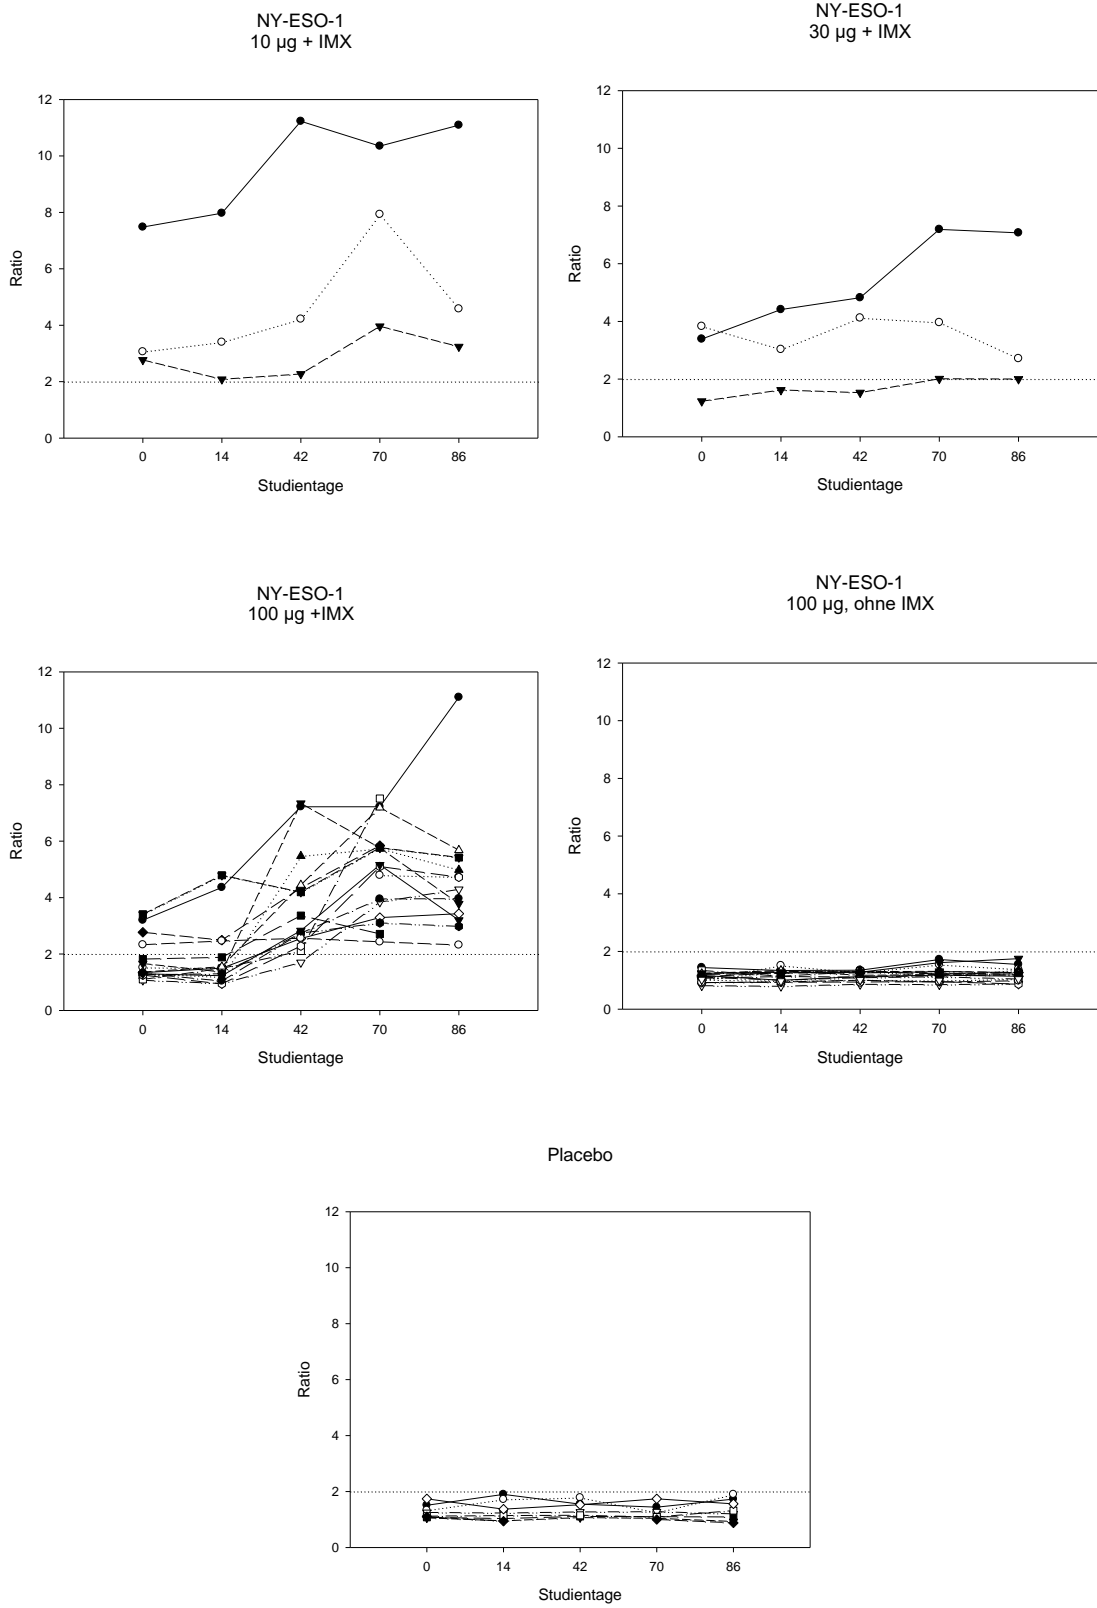 NY-ESO-1
10 µg + IMX
12
10
8
6
4
2
0
Ratio
0 14 42 70 86
Studientage
NY-ESO-1
30 µg + IMX
12
10
8
6
4
2
0
Ratio
0 14 42 70 86
Studientage
NY-ESO-1
100 µg +IMX
12
10
8
6
4
2
0
Ratio
0 14 42 70 86
Studientage
NY-ESO-1
100 µg, ohne IMX
12
10
8
6
4
2
0
Ratio
0 14 42 70 86
Studientage
Placebo
12
10
8
6
4
2
0
Ratio
0 14 42 70 86
Studientage